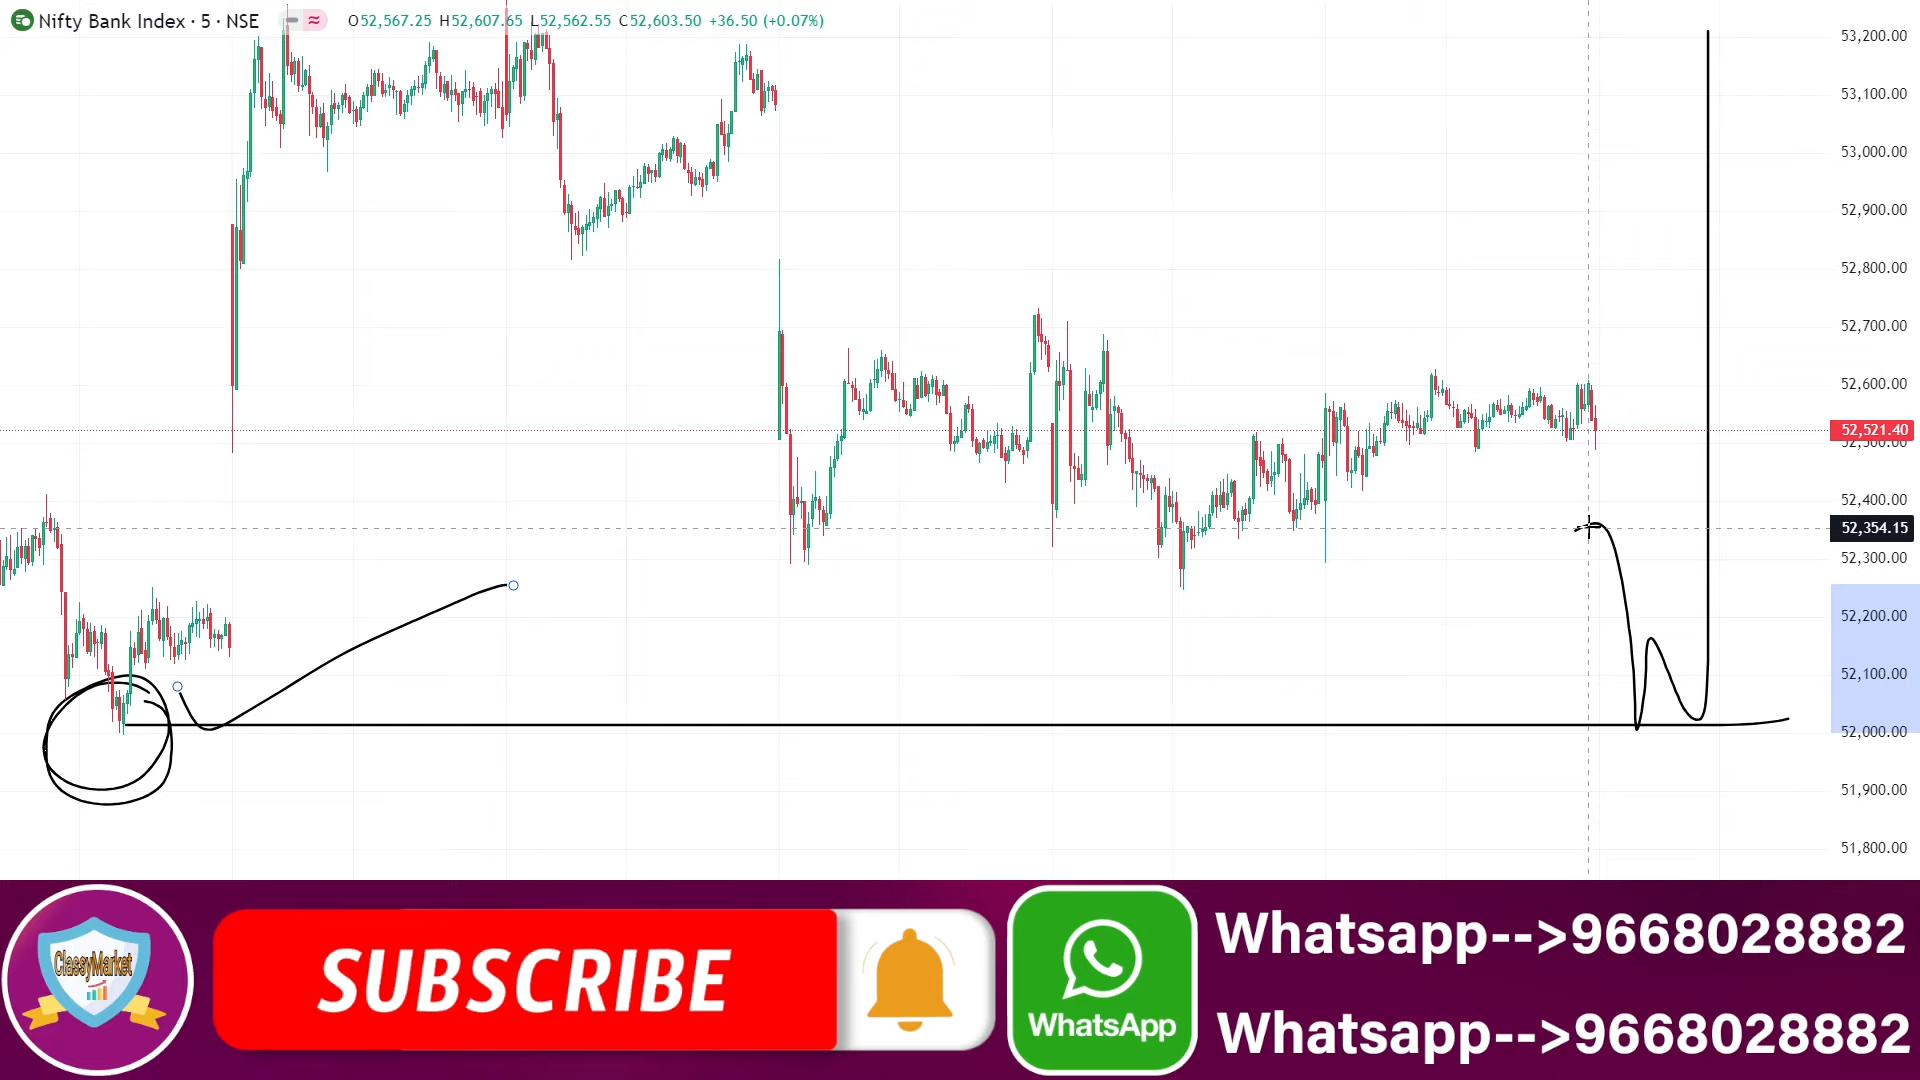 Nifty Bank Index · 5 · NSE
O52,567.25 H52,607.65 L52,562.55 C52,603.50 +36.50 (+0.07%)
53,200.00
53,100.00
53,000.00
52,900.00
52,800.00
52,700.00
52,600.00
52,521.40
52,500.00
52,400.00
52,354.15
52,300.00
52,200.00
52,100.00
52,000.00
51,900.00
51,800.00
ClassyMarket
SUBSCRIBE
WhatsApp
Whatsapp-->9668028882
Whatsapp-->9668028882